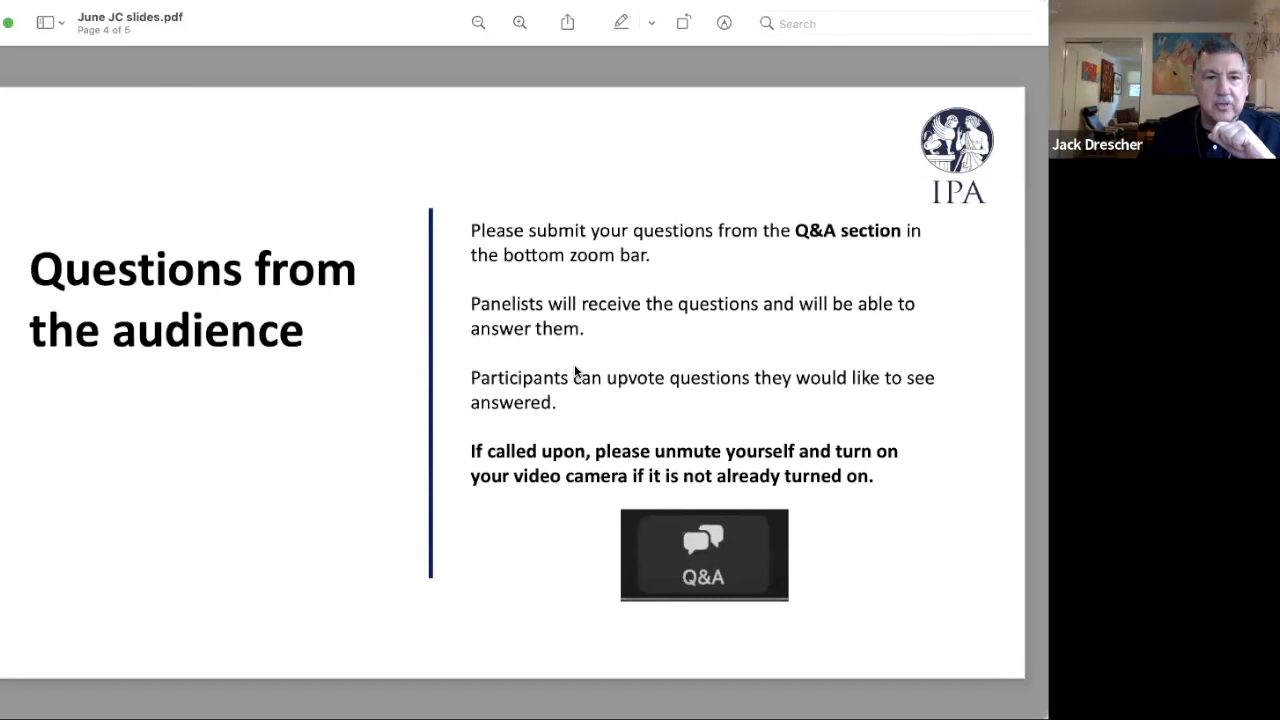 June JC slides.pdf
Page 4 of 5
Search
Jack Drescher
IPA
Questions from
the audience
Please submit your questions from the Q&A section in
the bottom zoom bar.
Panelists will receive the questions and will be able to
answer them.
Participants can upvote questions they would like to see
answered.
If called upon, please unmute yourself and turn on
your video camera if it is not already turned on.
Q&A